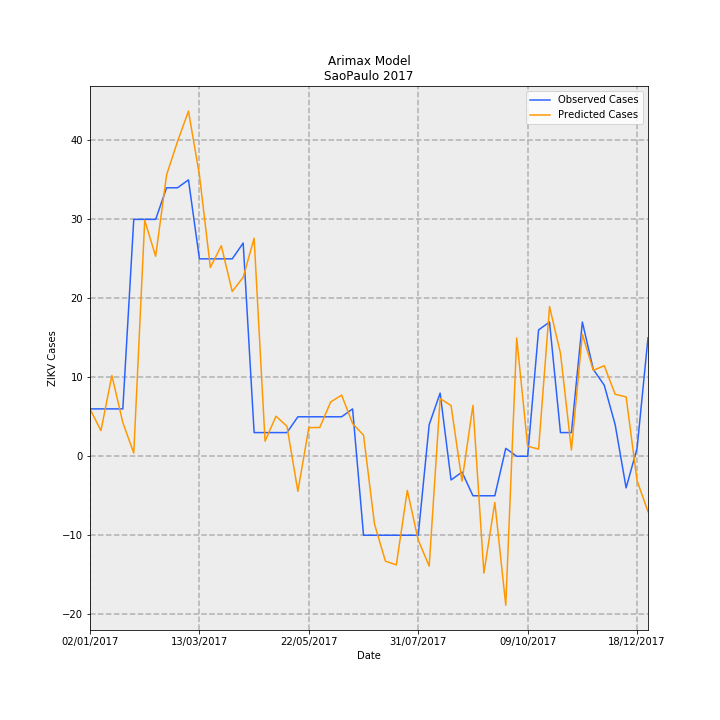 Arimax Model
SaoPaulo 2017
Observed Cases
Predicted Cases
ZIKV Cases
40
30
20
10
0
−10
−20
02/01/2017 13/03/2017 22/05/2017 31/07/2017 09/10/2017 18/12/2017
Date